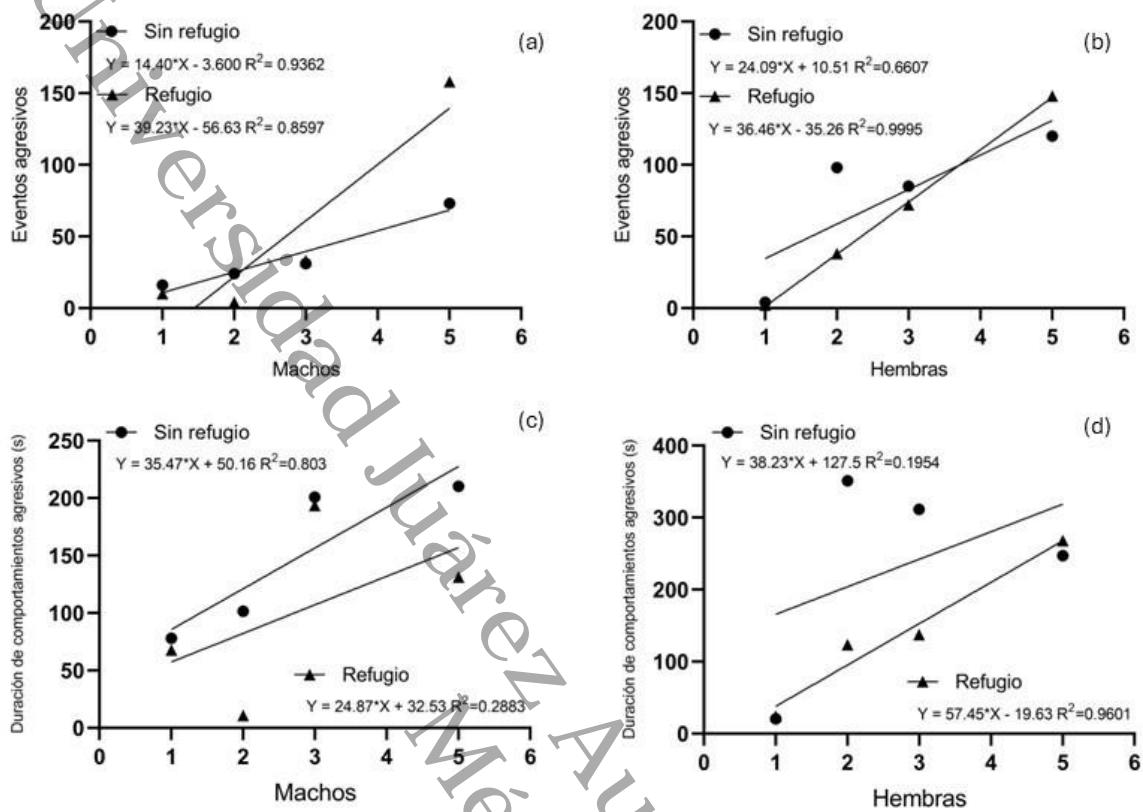 200
150
100
50
0
Eventos agresivos
Sin refugio
Y = 14.40*X - 3.600 R²= 0.9362
Refugio
Y = 39.23*X - 56.63 R²= 0.8597
(a)
0 1 2 3 4 5 6
Machos
200
150
100
50
0
Eventos agresivos
Sin refugio
Y = 24.09*X + 10.51 R²=0.6607
Refugio
Y = 36.46*X - 35.26 R²=0.9995
(b)
0 1 2 3 4 5 6
Hembras
250
200
150
100
50
0
Duración de comportamientos agresivos (s)
Sin refugio
Y = 35.47*X + 50.16 R²=0.803
(c)
Refugio
Y = 24.87*X + 32.53 R²=0.2883
0 1 2 3 4 5 6
Machos
400
300
200
100
0
Duración de comportamientos agresivos (s)
Sin refugio
Y = 38.23*X + 127.5 R²=0.1954
(d)
Refugio
Y = 57.45*X - 19.63 R²=0.9601
0 1 2 3 4 5 6
Hembras
Universidad Juárez Au
Mé